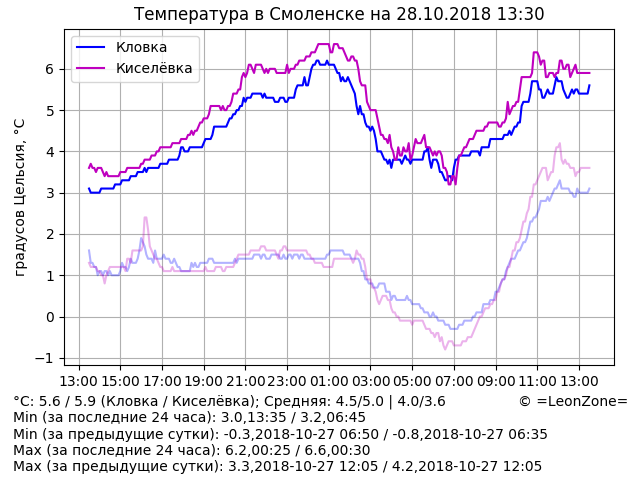 Температура в Смоленске на 28.10.2018 13:30
Кловка
Киселёвка
градусов Цельсия, °C
6
5
4
3
2
1
0
−1
13:00 15:00 17:00 19:00 21:00 23:00 01:00 03:00 05:00 07:00 09:00 11:00 13:00
°C: 5.6 / 5.9 (Кловка / Киселёвка); Средняя: 4.5/5.0 | 4.0/3.6 © =LeonZone=
Min (за последние 24 часа): 3.0,13:35 / 3.2,06:45
Min (за предыдущие сутки): -0.3,2018-10-27 06:50 / -0.8,2018-10-27 06:35
Max (за последние 24 часа): 6.2,00:25 / 6.6,00:30
Max (за предыдущие сутки): 3.3,2018-10-27 12:05 / 4.2,2018-10-27 12:05